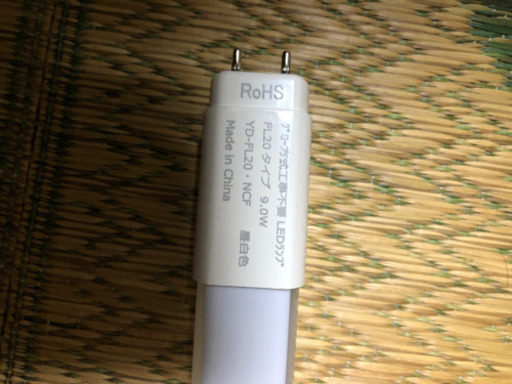 RoHS
ｸﾞﾛｰ方式工事不要 LEDﾗﾝﾌﾟ
FL20 タイプ 9.0W
YD-FL20・NCF 昼白色
Made in China